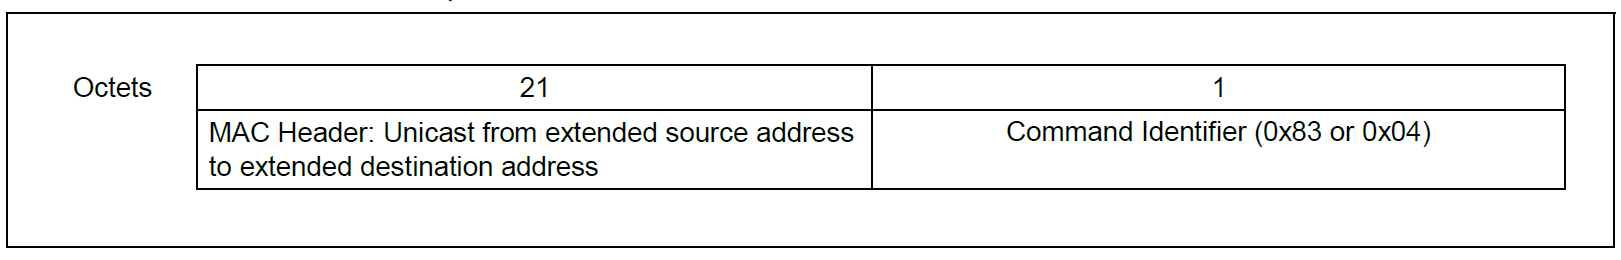 Octets 21 1
MAC Header: Unicast from extended source address
to extended destination address
Command Identifier (0x83 or 0x04)